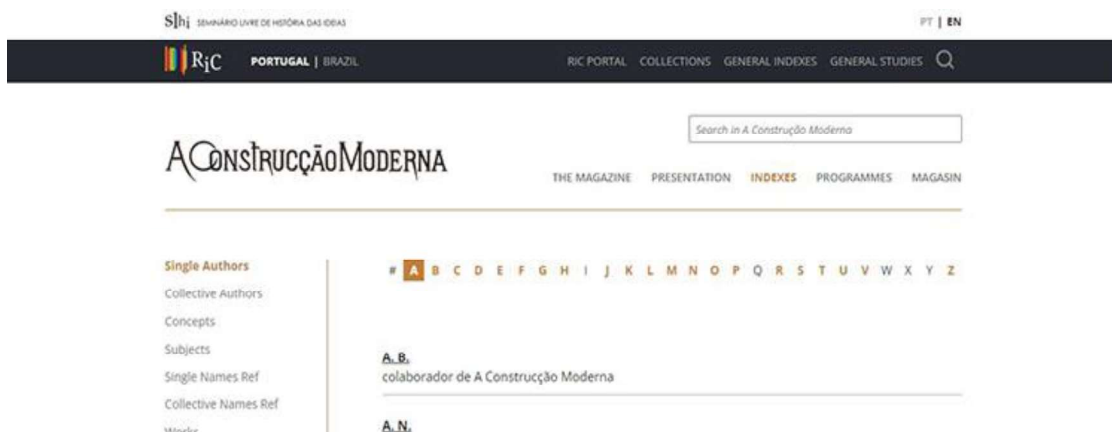 Slhi SEMINÁRIO LIVRE DE HISTÓRIA DAS IDEIAS
PT | EN
RiC PORTUGAL | BRAZIL RIC PORTAL COLLECTIONS GENERAL INDEXES GENERAL STUDIES
Search in A Construção Moderna
A CONSTRUCÇÃO MODERNA
THE MAGAZINE PRESENTATION INDEXES PROGRAMMES MAGASIN
Single Authors
Collective Authors
Concepts
Subjects
Single Names Ref
Collective Names Ref
Works
# A B C D E F G H I J K L M N O P Q R S T U V W X Y Z
A. B.
colaborador de A Construcção Moderna
A. N.